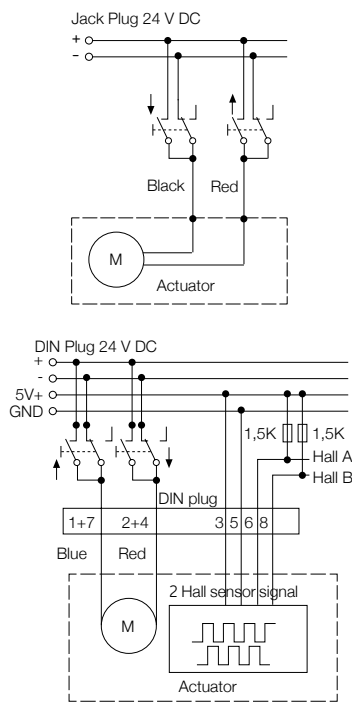 Jack Plug 24 V DC
+
-
Black Red
M
Actuator
DIN Plug 24 V DC
+
-
5V+
GND
1,5K 1,5K
Hall A
Hall B
DIN plug
1+7 2+4 3 5 6 8
Blue Red
2 Hall sensor signal
M
Actuator